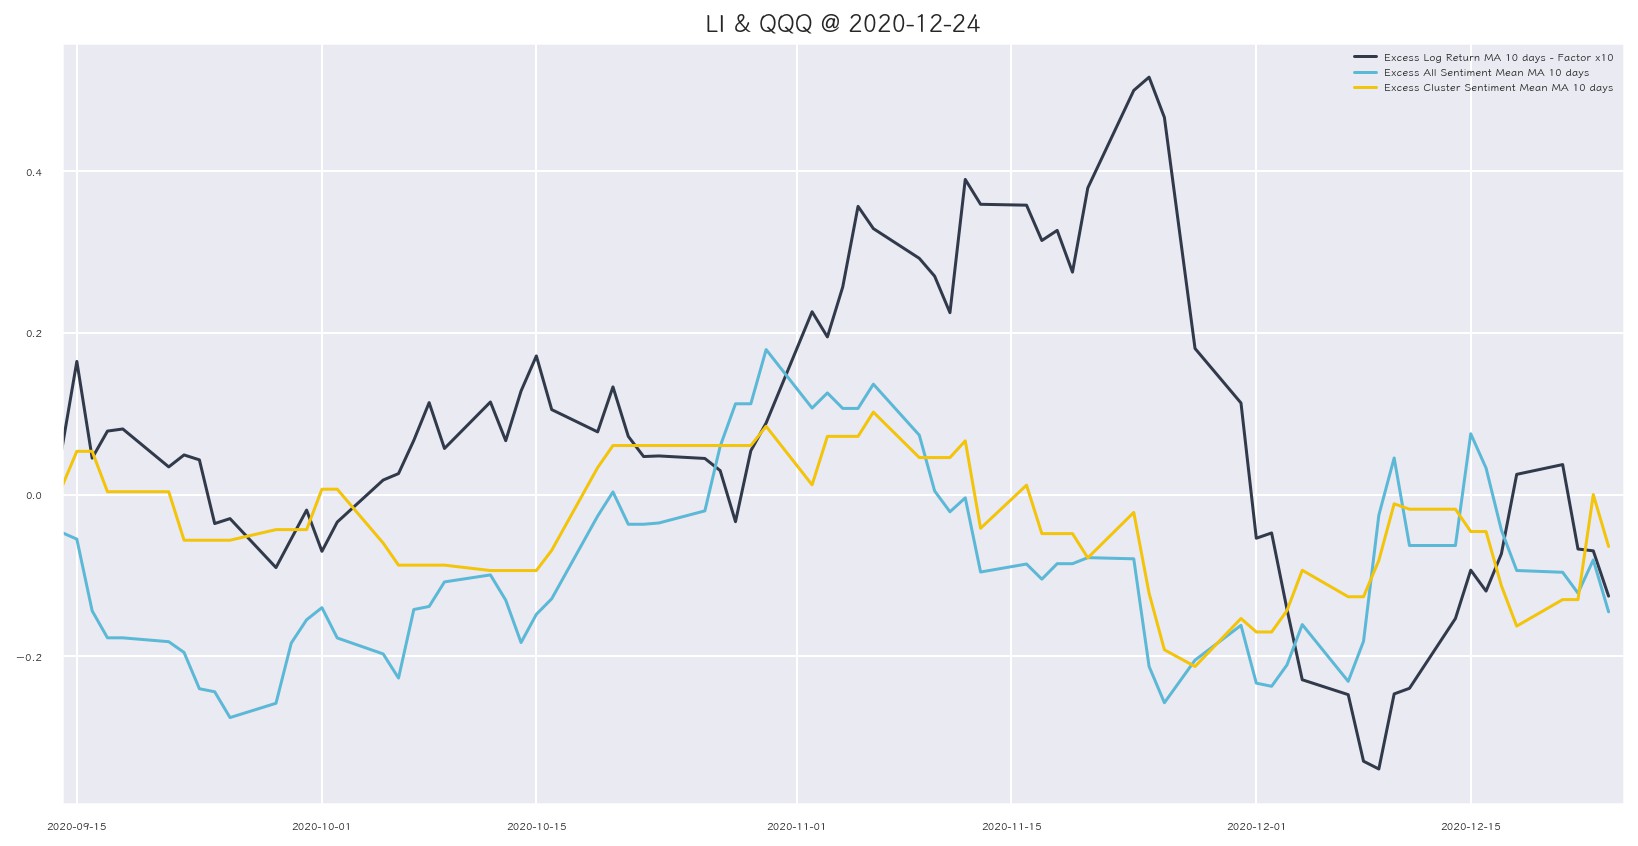 LI & QQQ @ 2020-12-24
Excess Log Return MA 10 days - Factor x10
Excess All Sentiment Mean MA 10 days
Excess Cluster Sentiment Mean MA 10 days
0.4
0.2
0.0
−0.2
2020-09-15 2020-10-01 2020-10-15 2020-11-01 2020-11-15 2020-12-01 2020-12-15